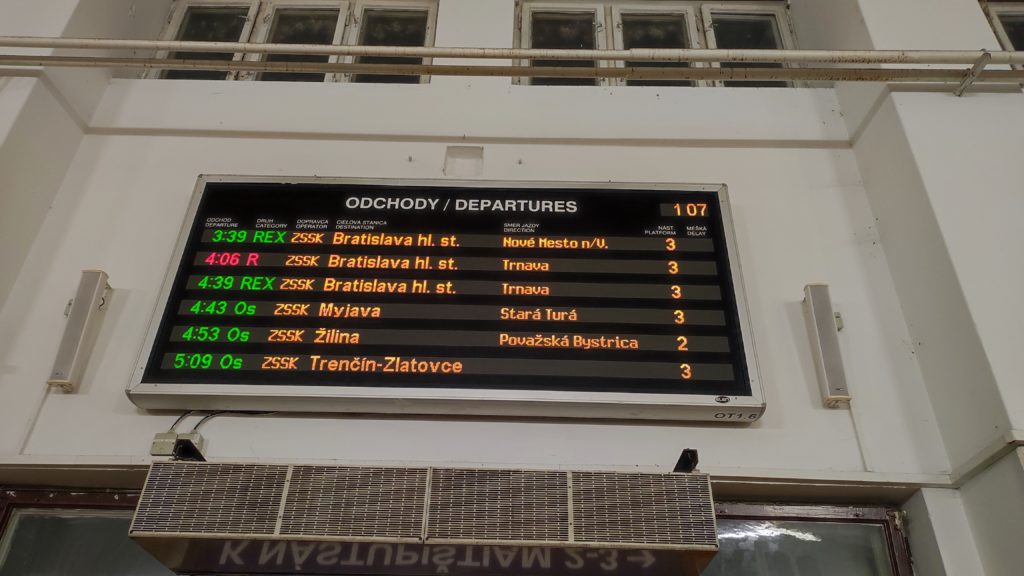 ODCHODY / DEPARTURES 1 07
ODCHOD DRUH DOPRAVCA CIEĽOVÁ STANICA SMER JAZDY NÁST. MEŠKÁ
DEPARTURE CATEGORY OPERATOR DESTINATION DIRECTION PLATFORM DELAY
3:39 REX ZSSK Bratislava hl. st. Nové Mesto n/V. 3
4:06 R ZSSK Bratislava hl. st. Trnava 3
4:39 REX ZSSK Bratislava hl. st. Trnava 3
4:43 Os ZSSK Myjava Stará Turá 3
4:53 Os ZSSK Žilina Považská Bystrica 2
5:09 Os ZSSK Trenčín-Zlatovce 3
OT1.6
K NÁSTUPIŠTIAM 2-3 →